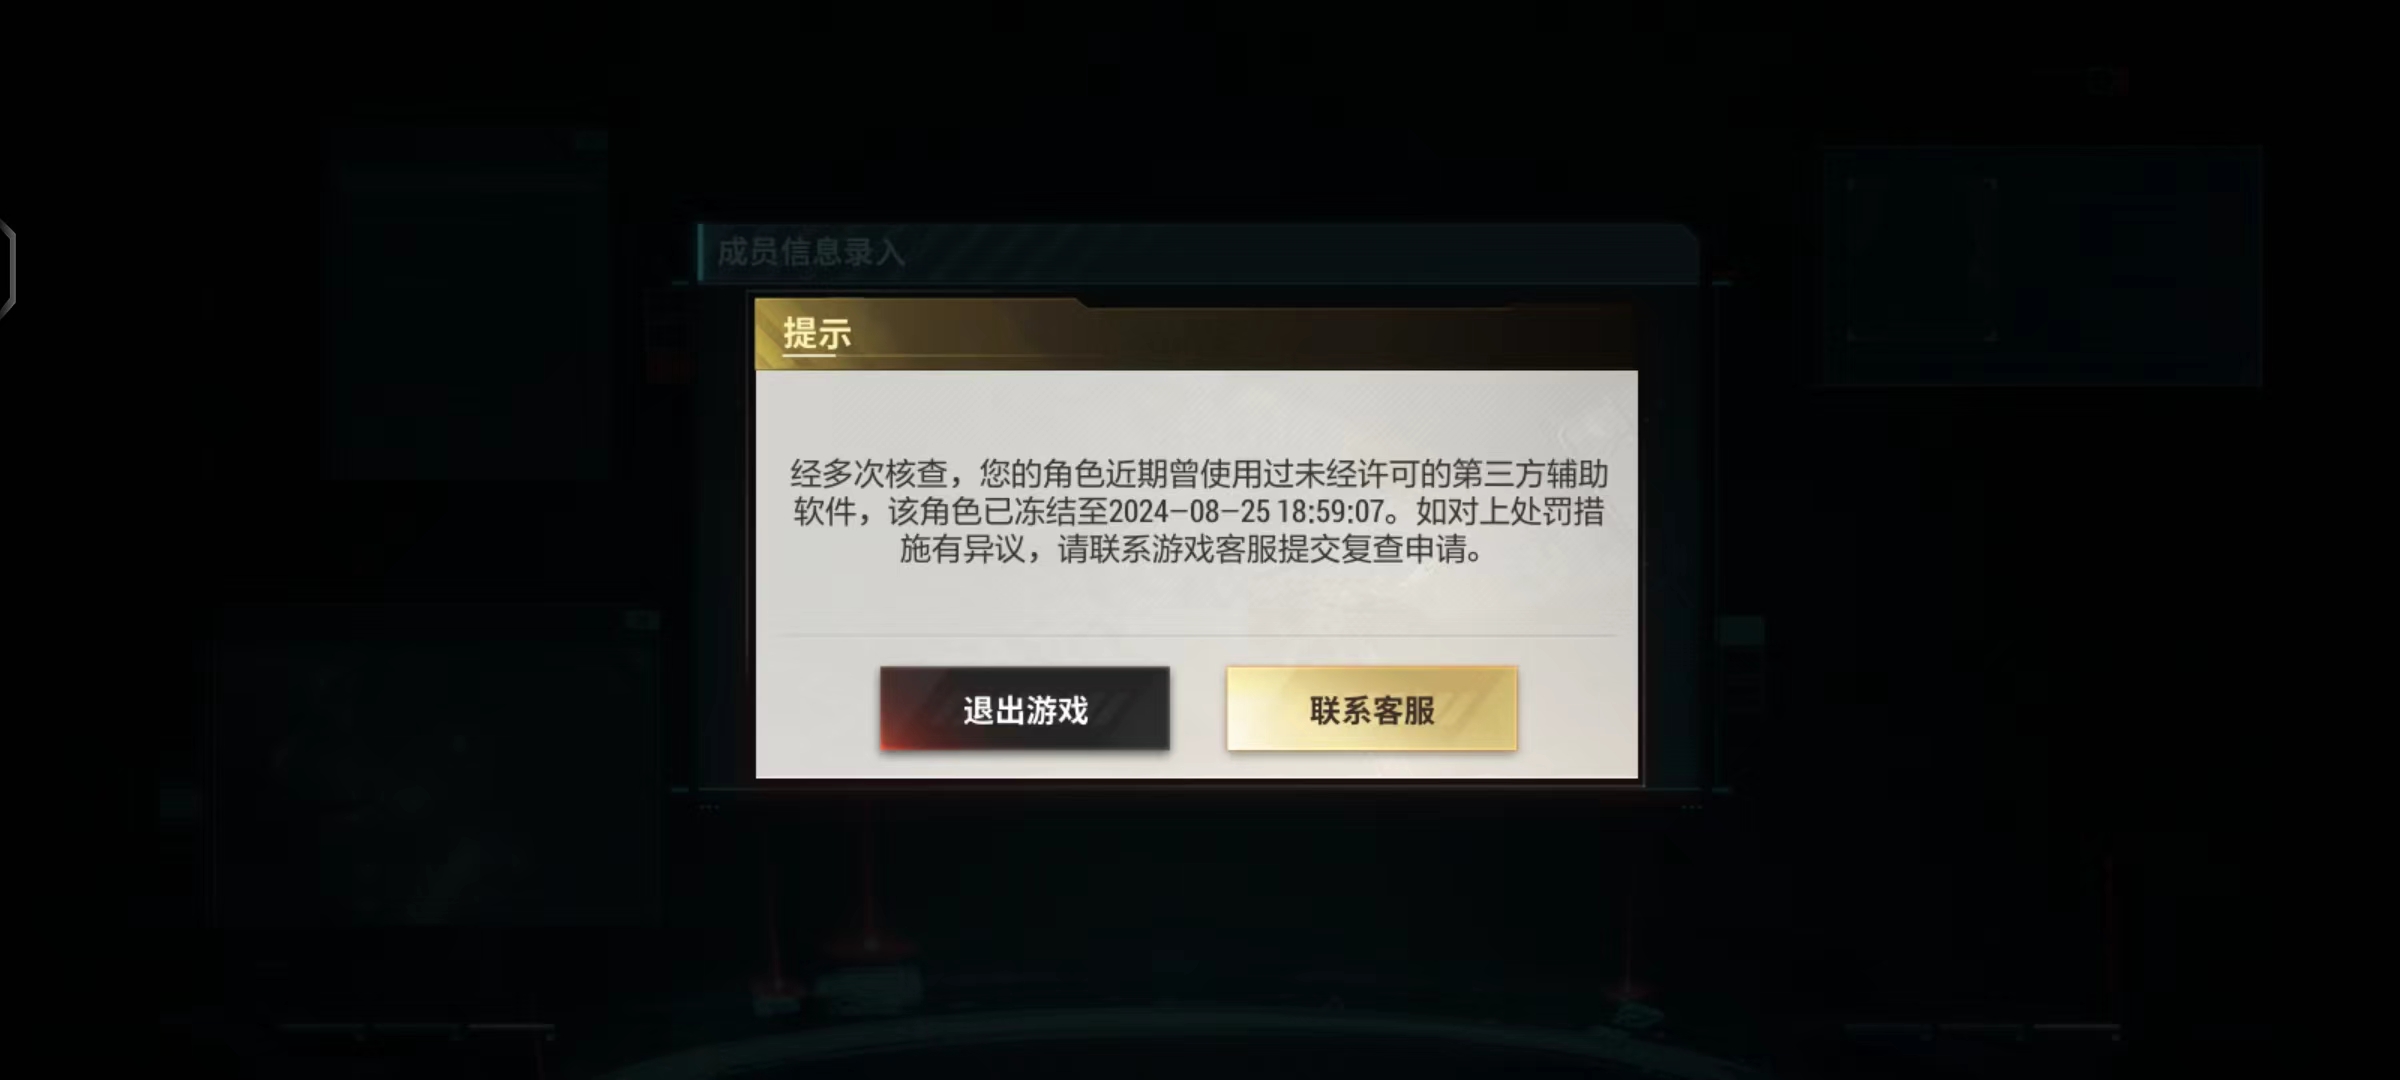 成员信息录入
提示
经多次核查，您的角色近期曾使用过未经许可的第三方辅助
软件，该角色已冻结至2024-08-25 18:59:07。如对上处罚措
施有异议，请联系游戏客服提交复查申请。
退出游戏
联系客服